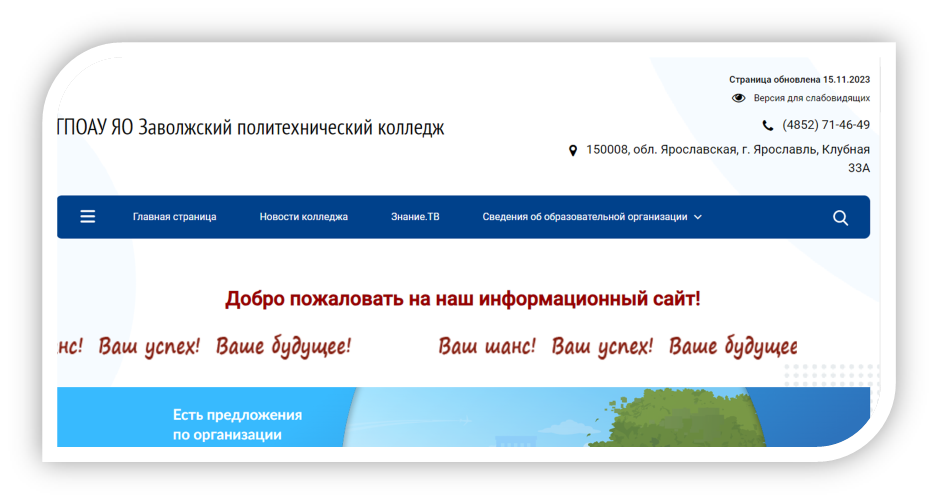 Страница обновлена 15.11.2023
Версия для слабовидящих
ГПОАУ ЯО Заволжский политехнический колледж
(4852) 71-46-49
150008, обл. Ярославская, г. Ярославль, Клубная
33А
Главная страница Новости колледжа Знание.ТВ Сведения об образовательной организации
Добро пожаловать на наш информационный сайт!
нс! Ваш успех! Ваше будущее! Ваш шанс! Ваш успех! Ваше будущее
Есть предложения
по организации